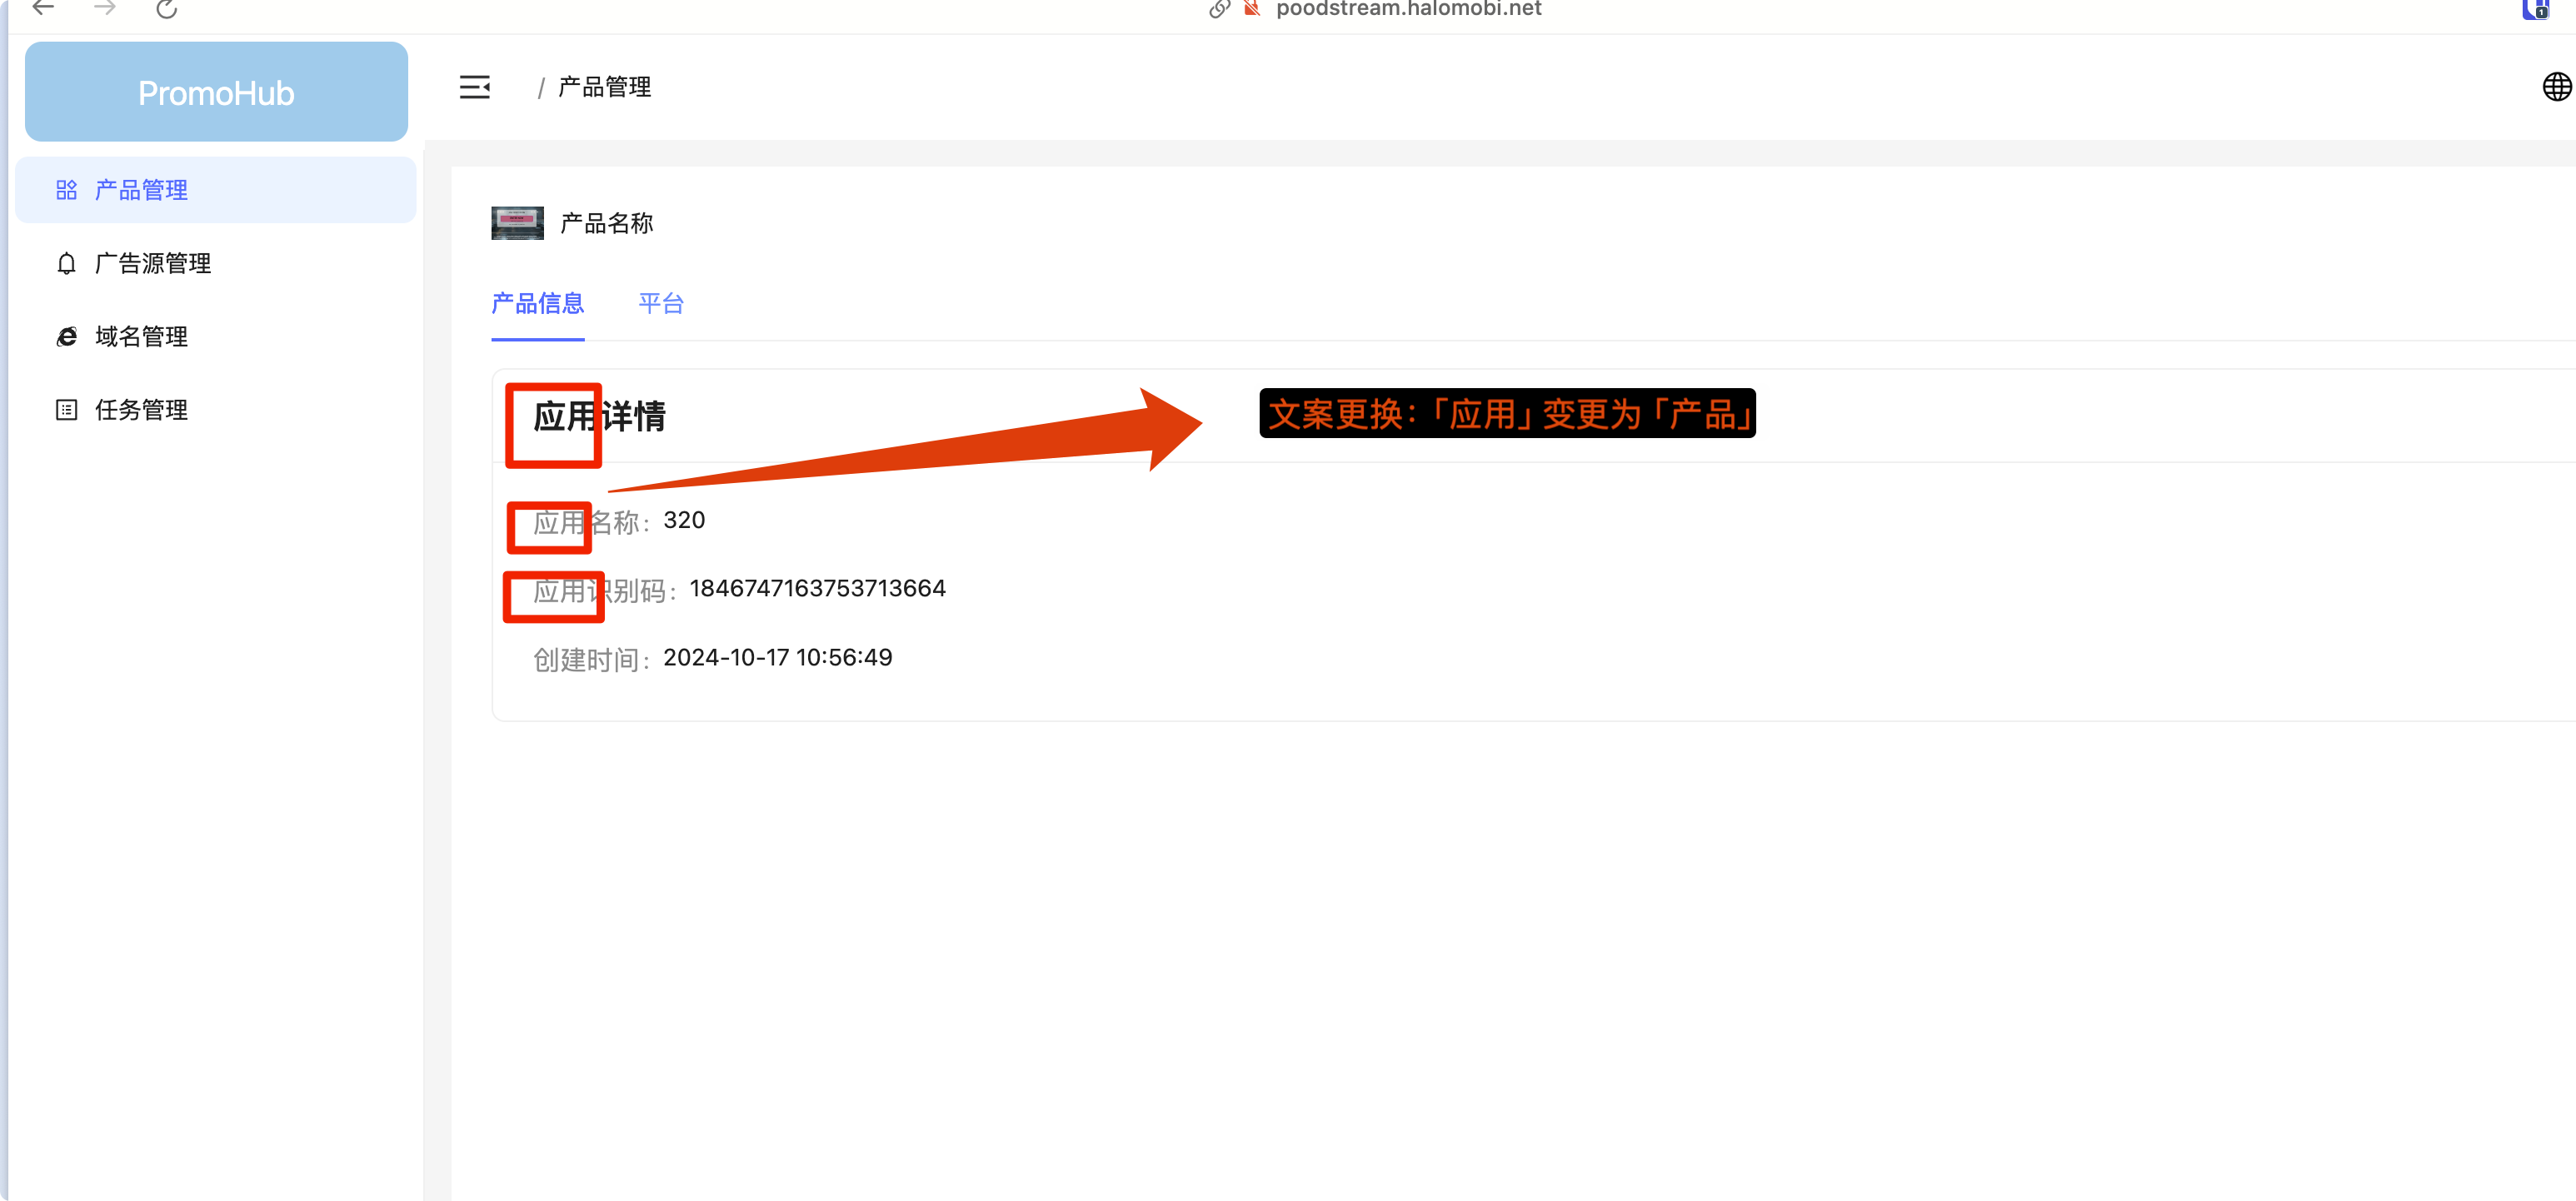 poodstream.halomobi.net
1
PromoHub
/ 产品管理
产品管理
广告源管理
域名管理
任务管理
产品名称
产品信息 平台
应用详情
文案更换：「应用」变更为「产品」
应用名称： 320
应用识别码： 1846747163753713664
创建时间： 2024-10-17 10:56:49